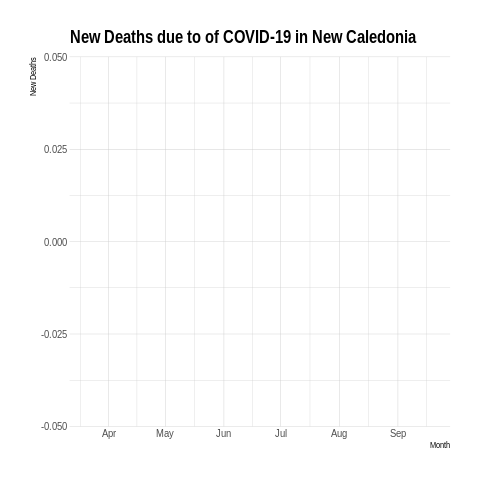 New Deaths due to of COVID-19 in New Caledonia
New Deaths
0.050
0.025
0.000
-0.025
-0.050
Apr May Jun Jul Aug Sep
Month